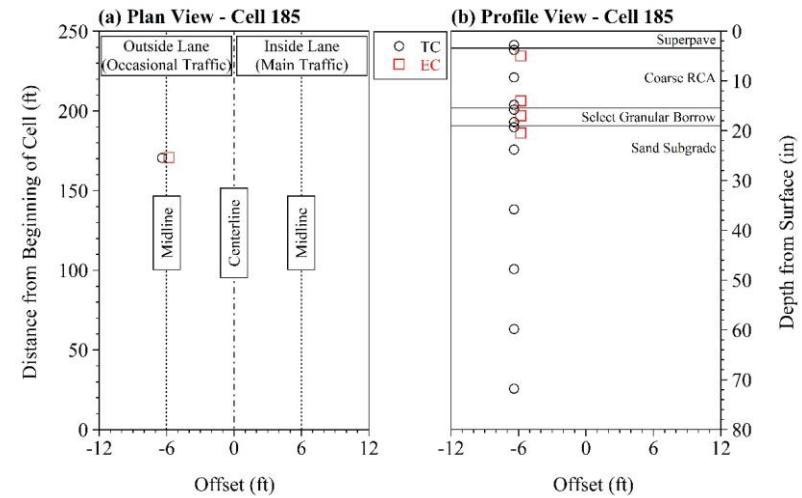 (a) Plan View - Cell 185
250
200
150
100
50
0
Distance from Beginning of Cell (ft)
Outside Lane
(Occasional Traffic)
Inside Lane
(Main Traffic)
Midline
Centerline
Midline
-12
-6
0
6
12
Offset (ft)
TC
EC
(b) Profile View - Cell 185
Superpave
Coarse RCA
Select Granular Borrow
Sand Subgrade
0
10
20
30
40
50
60
70
80
Depth from Surface (in)
-12
-6
0
6
12
Offset (ft)